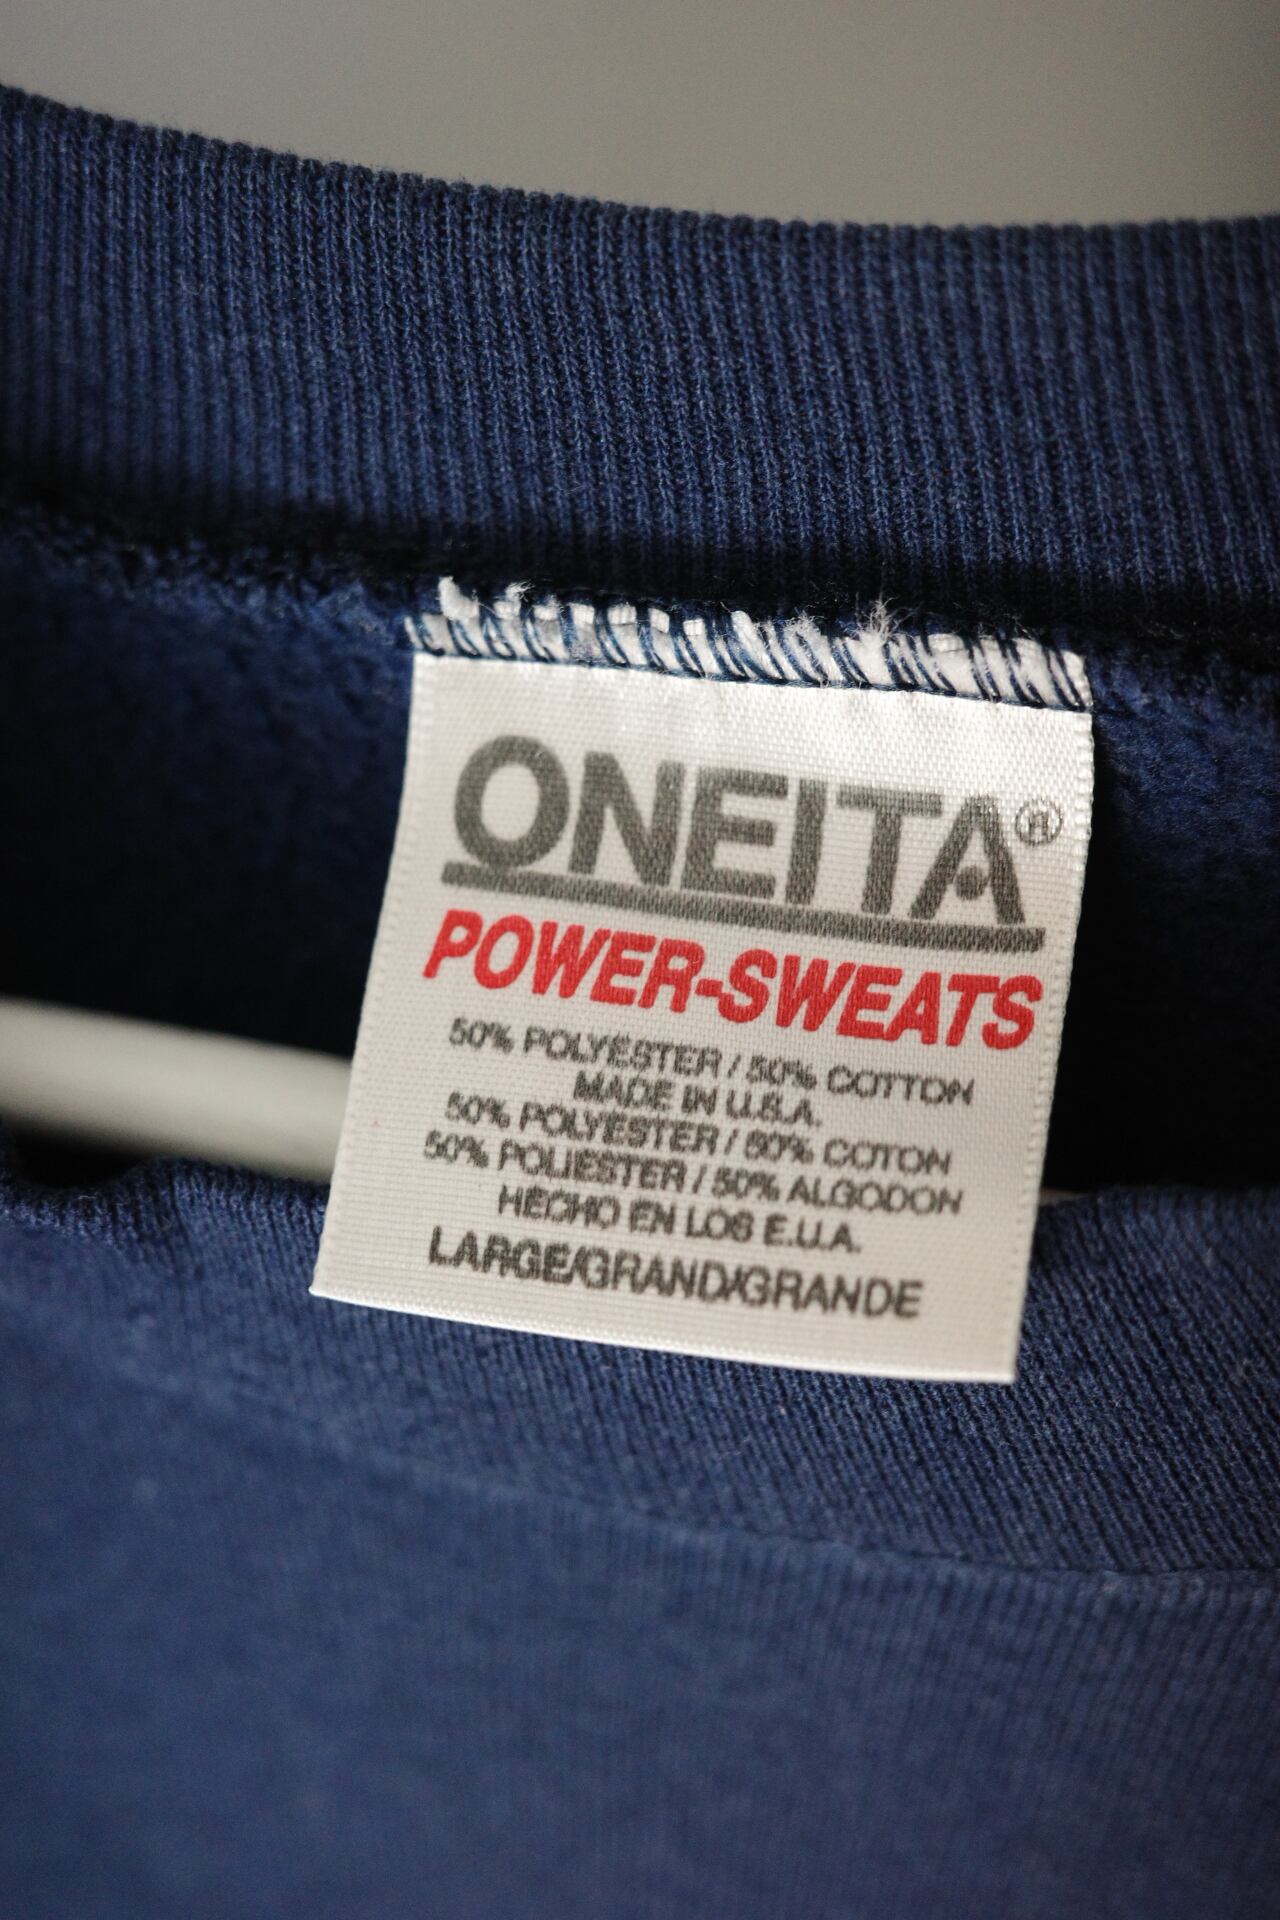 ONEITA®
POWER-SWEATS
50% POLYESTER / 50% COTTON
MADE IN U.S.A.
50% POLYESTER / 50% COTON
50% POLIESTER / 50% ALGODON
HECHO EN LOS E.U.A.
LARGE/GRAND/GRANDE